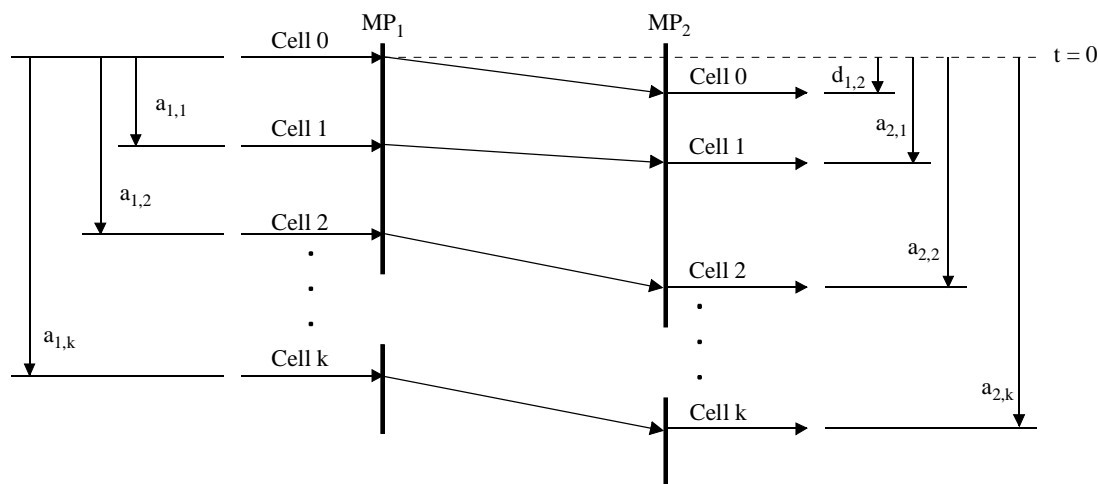 MP1 MP2
Cell 0 t = 0
Cell 0 d1,2
a1,1
Cell 1 a2,1
Cell 1
a1,2
Cell 2
a2,2
Cell 2
a1,k
Cell k
a2,k
Cell k